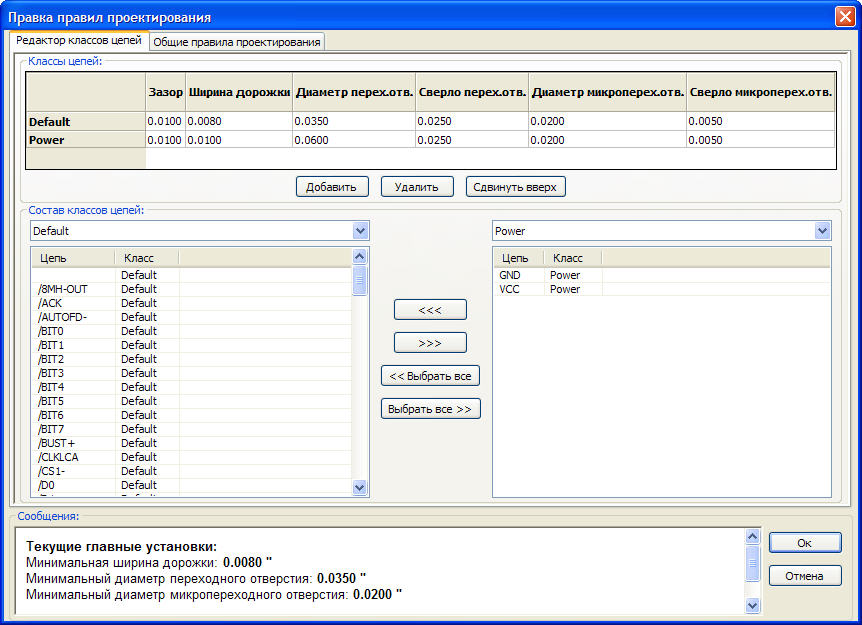 Правка правил проектирования
Редактор классов цепей Общие правила проектирования
Классы цепей:
Зазор Ширина дорожки Диаметр перех.отв. Сверло перех.отв. Диаметр микроперех.отв. Сверло микроперех.отв.
Default 0.0100 0.0080 0.0350 0.0250 0.0200 0.0050
Power 0.0100 0.0100 0.0600 0.0250 0.0200 0.0050
Добавить Удалить Сдвинуть вверх
Состав классов цепей:
Default
Цепь Класс
Default
/8MH-OUT Default
/ACK Default
/AUTOFD- Default
/BIT0 Default
/BIT1 Default
/BIT2 Default
/BIT3 Default
/BIT4 Default
/BIT5 Default
/BIT6 Default
/BIT7 Default
/BUST+ Default
/CLKLCA Default
/CS1- Default
/D0 Default
<<<
>>>
<< Выбрать все
Выбрать все >>
Power
Цепь Класс
GND Power
VCC Power
Сообщения:
Текущие главные установки:
Минимальная ширина дорожки: 0.0080 "
Минимальный диаметр переходного отверстия: 0.0350 "
Минимальный диаметр микропереходного отверстия: 0.0200 "
Ок
Отмена